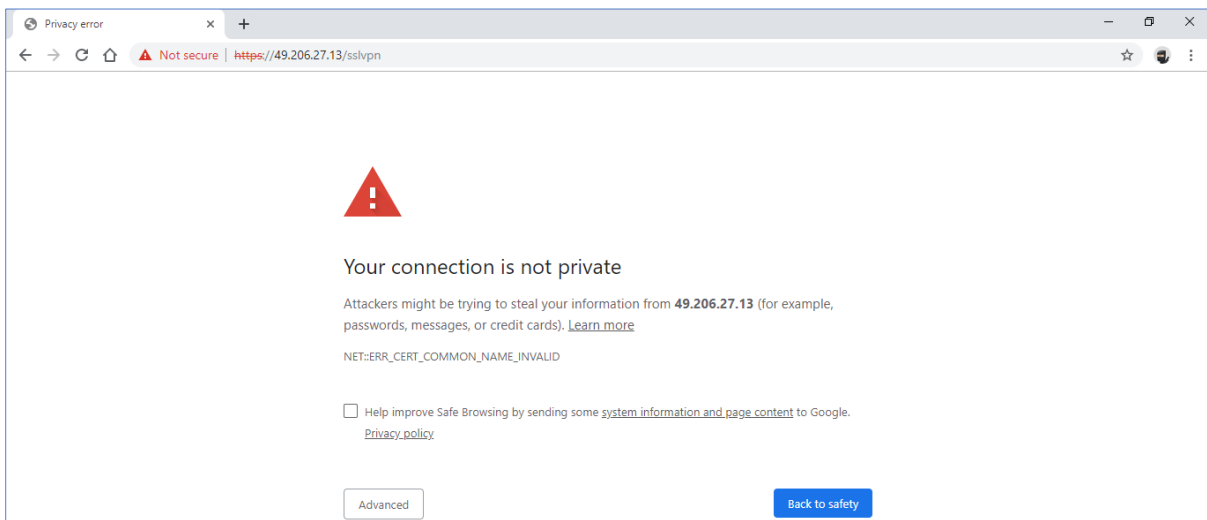 Privacy error
Not secure | https://49.206.27.13/sslvpn
Your connection is not private
Attackers might be trying to steal your information from 49.206.27.13 (for example,
passwords, messages, or credit cards). Learn more
NET::ERR_CERT_COMMON_NAME_INVALID
Help improve Safe Browsing by sending some system information and page content to Google.
Privacy policy
Advanced
Back to safety